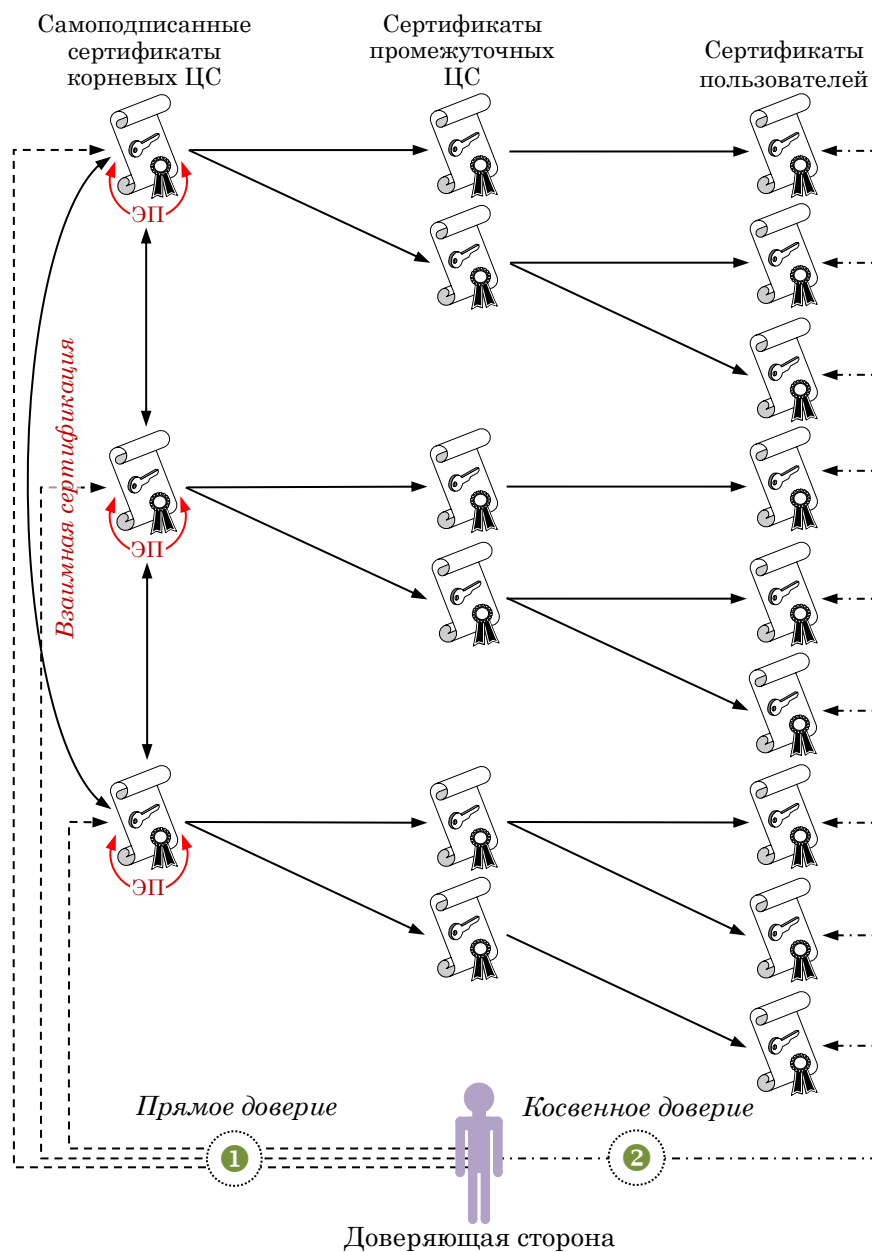 Самоподписанные
сертификаты
корневых ЦС
Сертификаты
промежуточных
ЦС
Сертификаты
пользователей
ЭП
Взаимная сертификация
ЭП
ЭП
Прямое доверие
Косвенное доверие
1
2
Доверяющая сторона